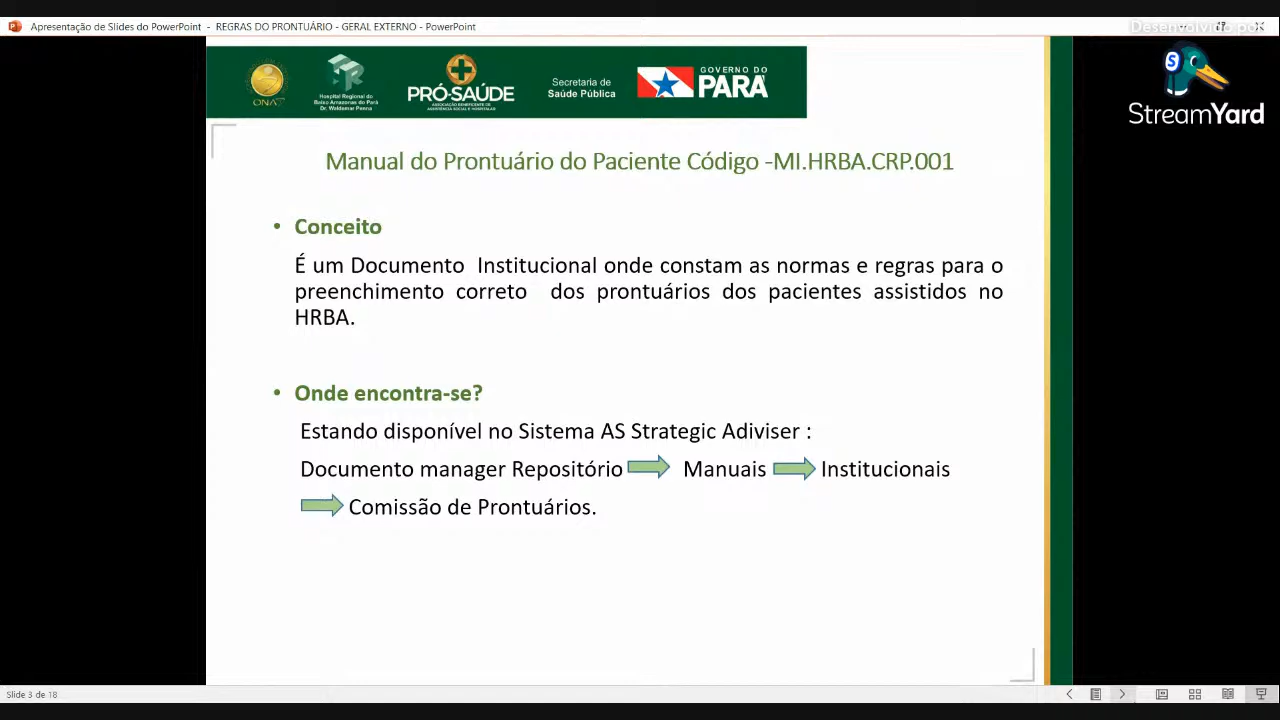 Apresentação de Slides do PowerPoint - REGRAS DO PRONTUÁRIO - GERAL EXTERNO - PowerPoint
Desenvolvido por
StreamYard
ONA
Hospital Regional do
Baixo Amazonas do Pará
Dr. Waldemar Penna
PRÓ-SAÚDE
ASSOCIAÇÃO BENEFICENTE DE
ASSISTÊNCIA SOCIAL E HOSPITALAR
Secretaria de
Saúde Pública
GOVERNO DO
PARÁ
Manual do Prontuário do Paciente Código -MI.HRBA.CRP.001
• Conceito
É um Documento Institucional onde constam as normas e regras para o
preenchimento correto dos prontuários dos pacientes assistidos no
HRBA.
• Onde encontra-se?
Estando disponível no Sistema AS Strategic Adiviser :
Documento manager Repositório Manuais Institucionais
Comissão de Prontuários.
Slide 3 de 18